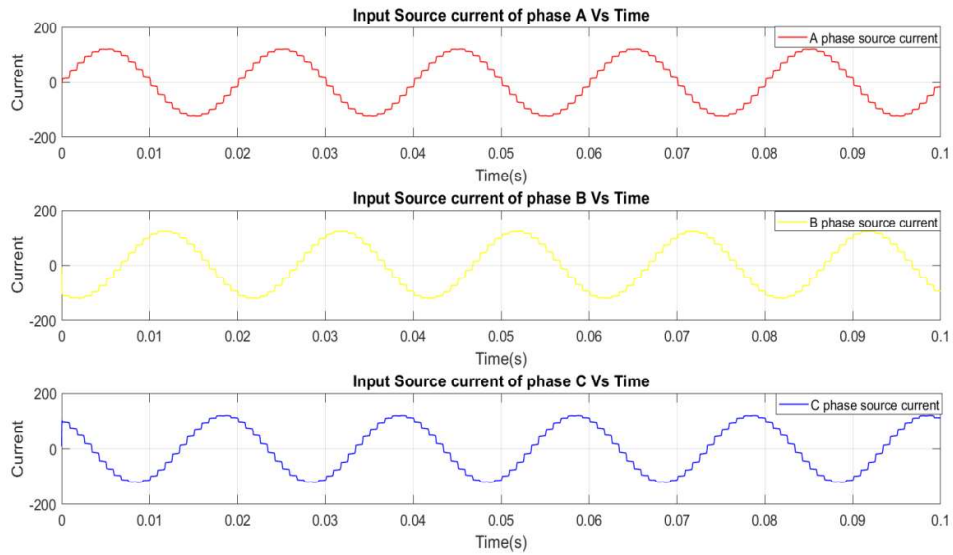 Input Source current of phase A Vs Time
A phase source current
200
0
-200
Current
0 0.01 0.02 0.03 0.04 0.05 0.06 0.07 0.08 0.09 0.1
Time(s)
Input Source current of phase B Vs Time
B phase source current
200
0
-200
Current
0 0.01 0.02 0.03 0.04 0.05 0.06 0.07 0.08 0.09 0.1
Time(s)
Input Source current of phase C Vs Time
C phase source current
200
0
-200
Current
0 0.01 0.02 0.03 0.04 0.05 0.06 0.07 0.08 0.09 0.1
Time(s)